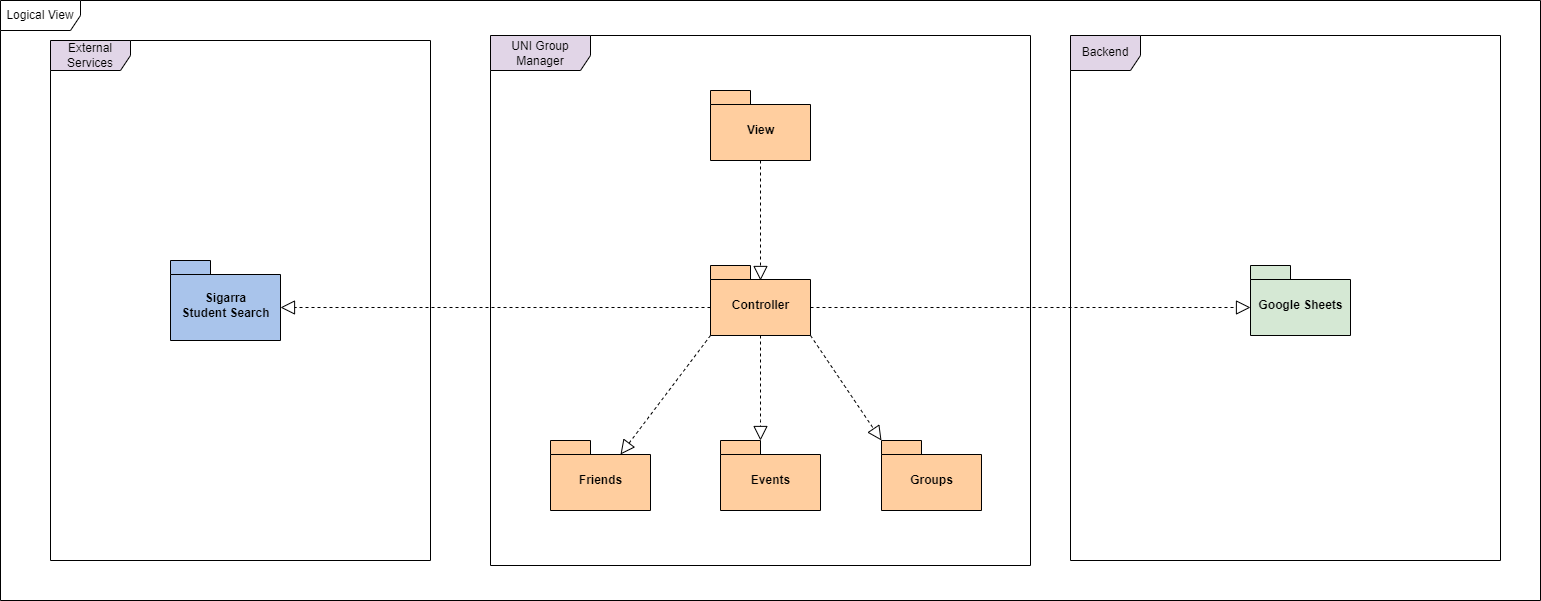 Logical View
External
Services
UNI Group
Manager
Backend
View
Sigarra
Student Search
Controller
Google Sheets
Friends
Events
Groups